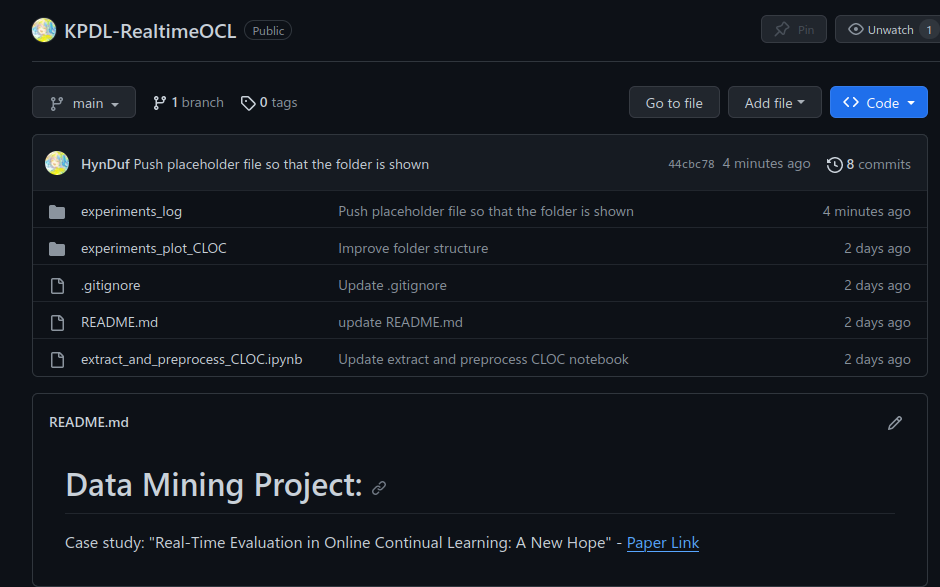 KPDL-RealtimeOCL Public Pin Unwatch 1
main 1 branch 0 tags Go to file Add file Code
HynDuf Push placeholder file so that the folder is shown 44cbc78 4 minutes ago 8 commits
experiments_log Push placeholder file so that the folder is shown 4 minutes ago
experiments_plot_CLOC Improve folder structure 2 days ago
.gitignore Update .gitignore 2 days ago
README.md update README.md 2 days ago
extract_and_preprocess_CLOC.ipynb Update extract and preprocess CLOC notebook 2 days ago
README.md
Data Mining Project:
Case study: "Real-Time Evaluation in Online Continual Learning: A New Hope" - Paper Link